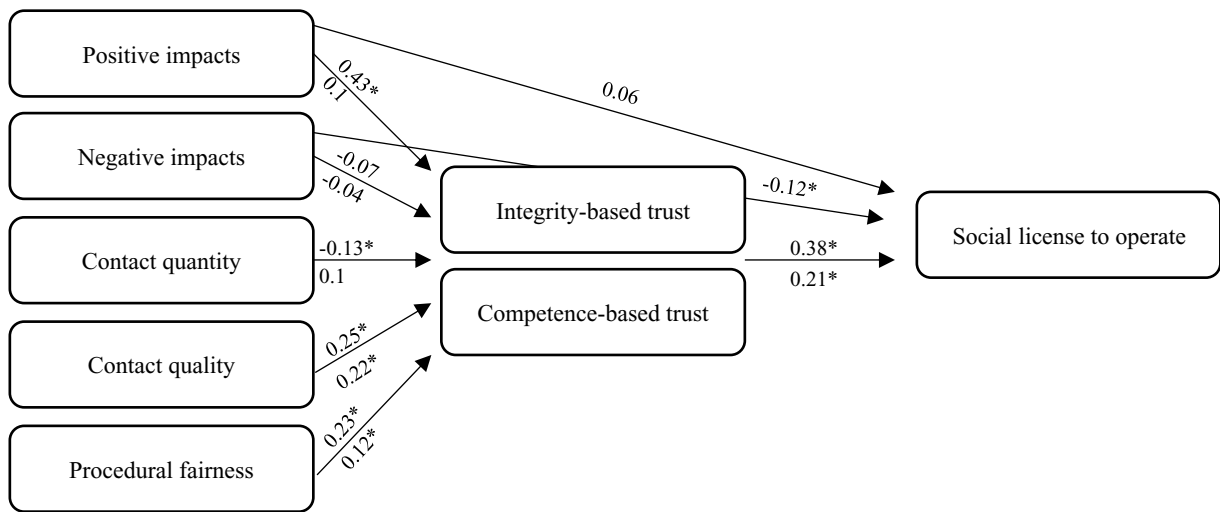 Positive impacts
0.43*
0.1
0.06
Negative impacts
-0.07
-0.04
Integrity-based trust
-0.12*
Social license to operate
Contact quantity
-0.13*
0.1
0.38*
0.21*
Competence-based trust
Contact quality
0.25*
0.22*
Procedural fairness
0.23*
0.12*